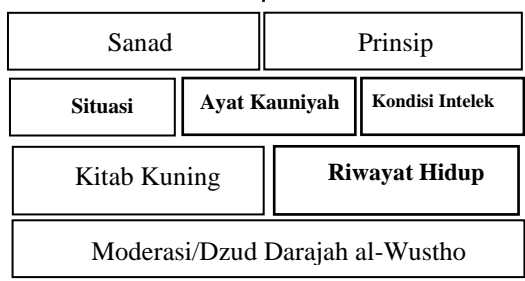 Sanad Prinsip
Situasi Ayat Kauniyah Kondisi Intelek
Kitab Kuning Riwayat Hidup
Moderasi/Dzud Darajah al-Wustho